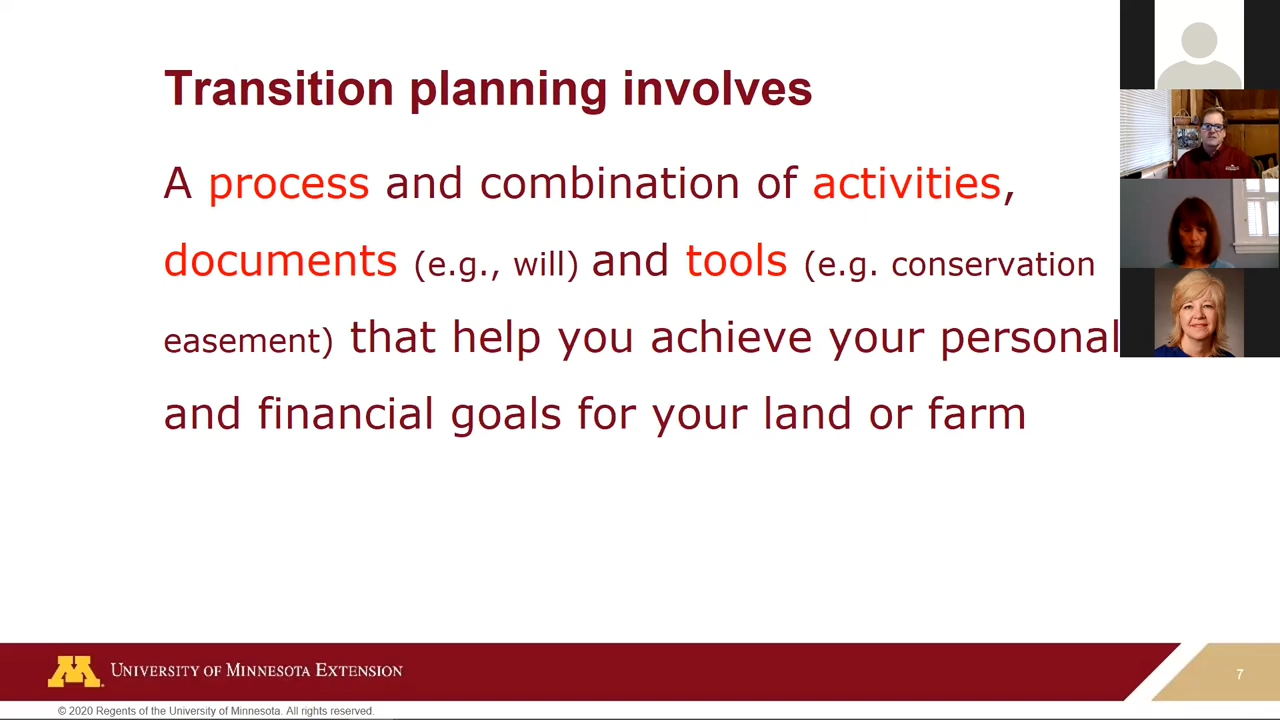 Transition planning involves
A process and combination of activities,
documents (e.g., will) and tools (e.g. conservation
easement) that help you achieve your personal
and financial goals for your land or farm
UNIVERSITY OF MINNESOTA EXTENSION
7
© 2020 Regents of the University of Minnesota. All rights reserved.